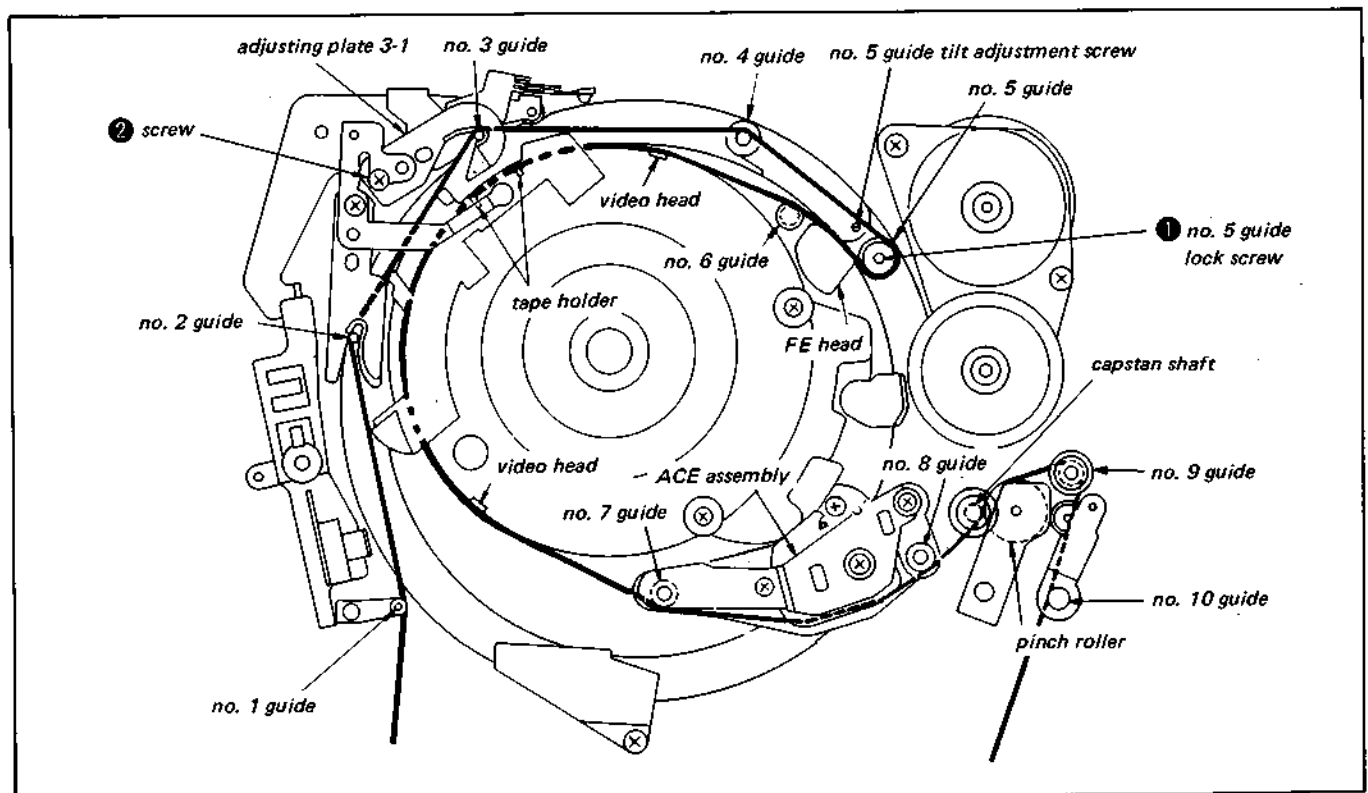 adjusting plate 3-1
no. 3 guide
no. 4 guide
no. 5 guide tilt adjustment screw
no. 5 guide
❷ screw
video head
❶ no. 5 guide
lock screw
no. 6 guide
tape holder
no. 2 guide
FE head
capstan shaft
video head
ACE assembly
no. 8 guide
no. 9 guide
no. 7 guide
no. 10 guide
pinch roller
no. 1 guide